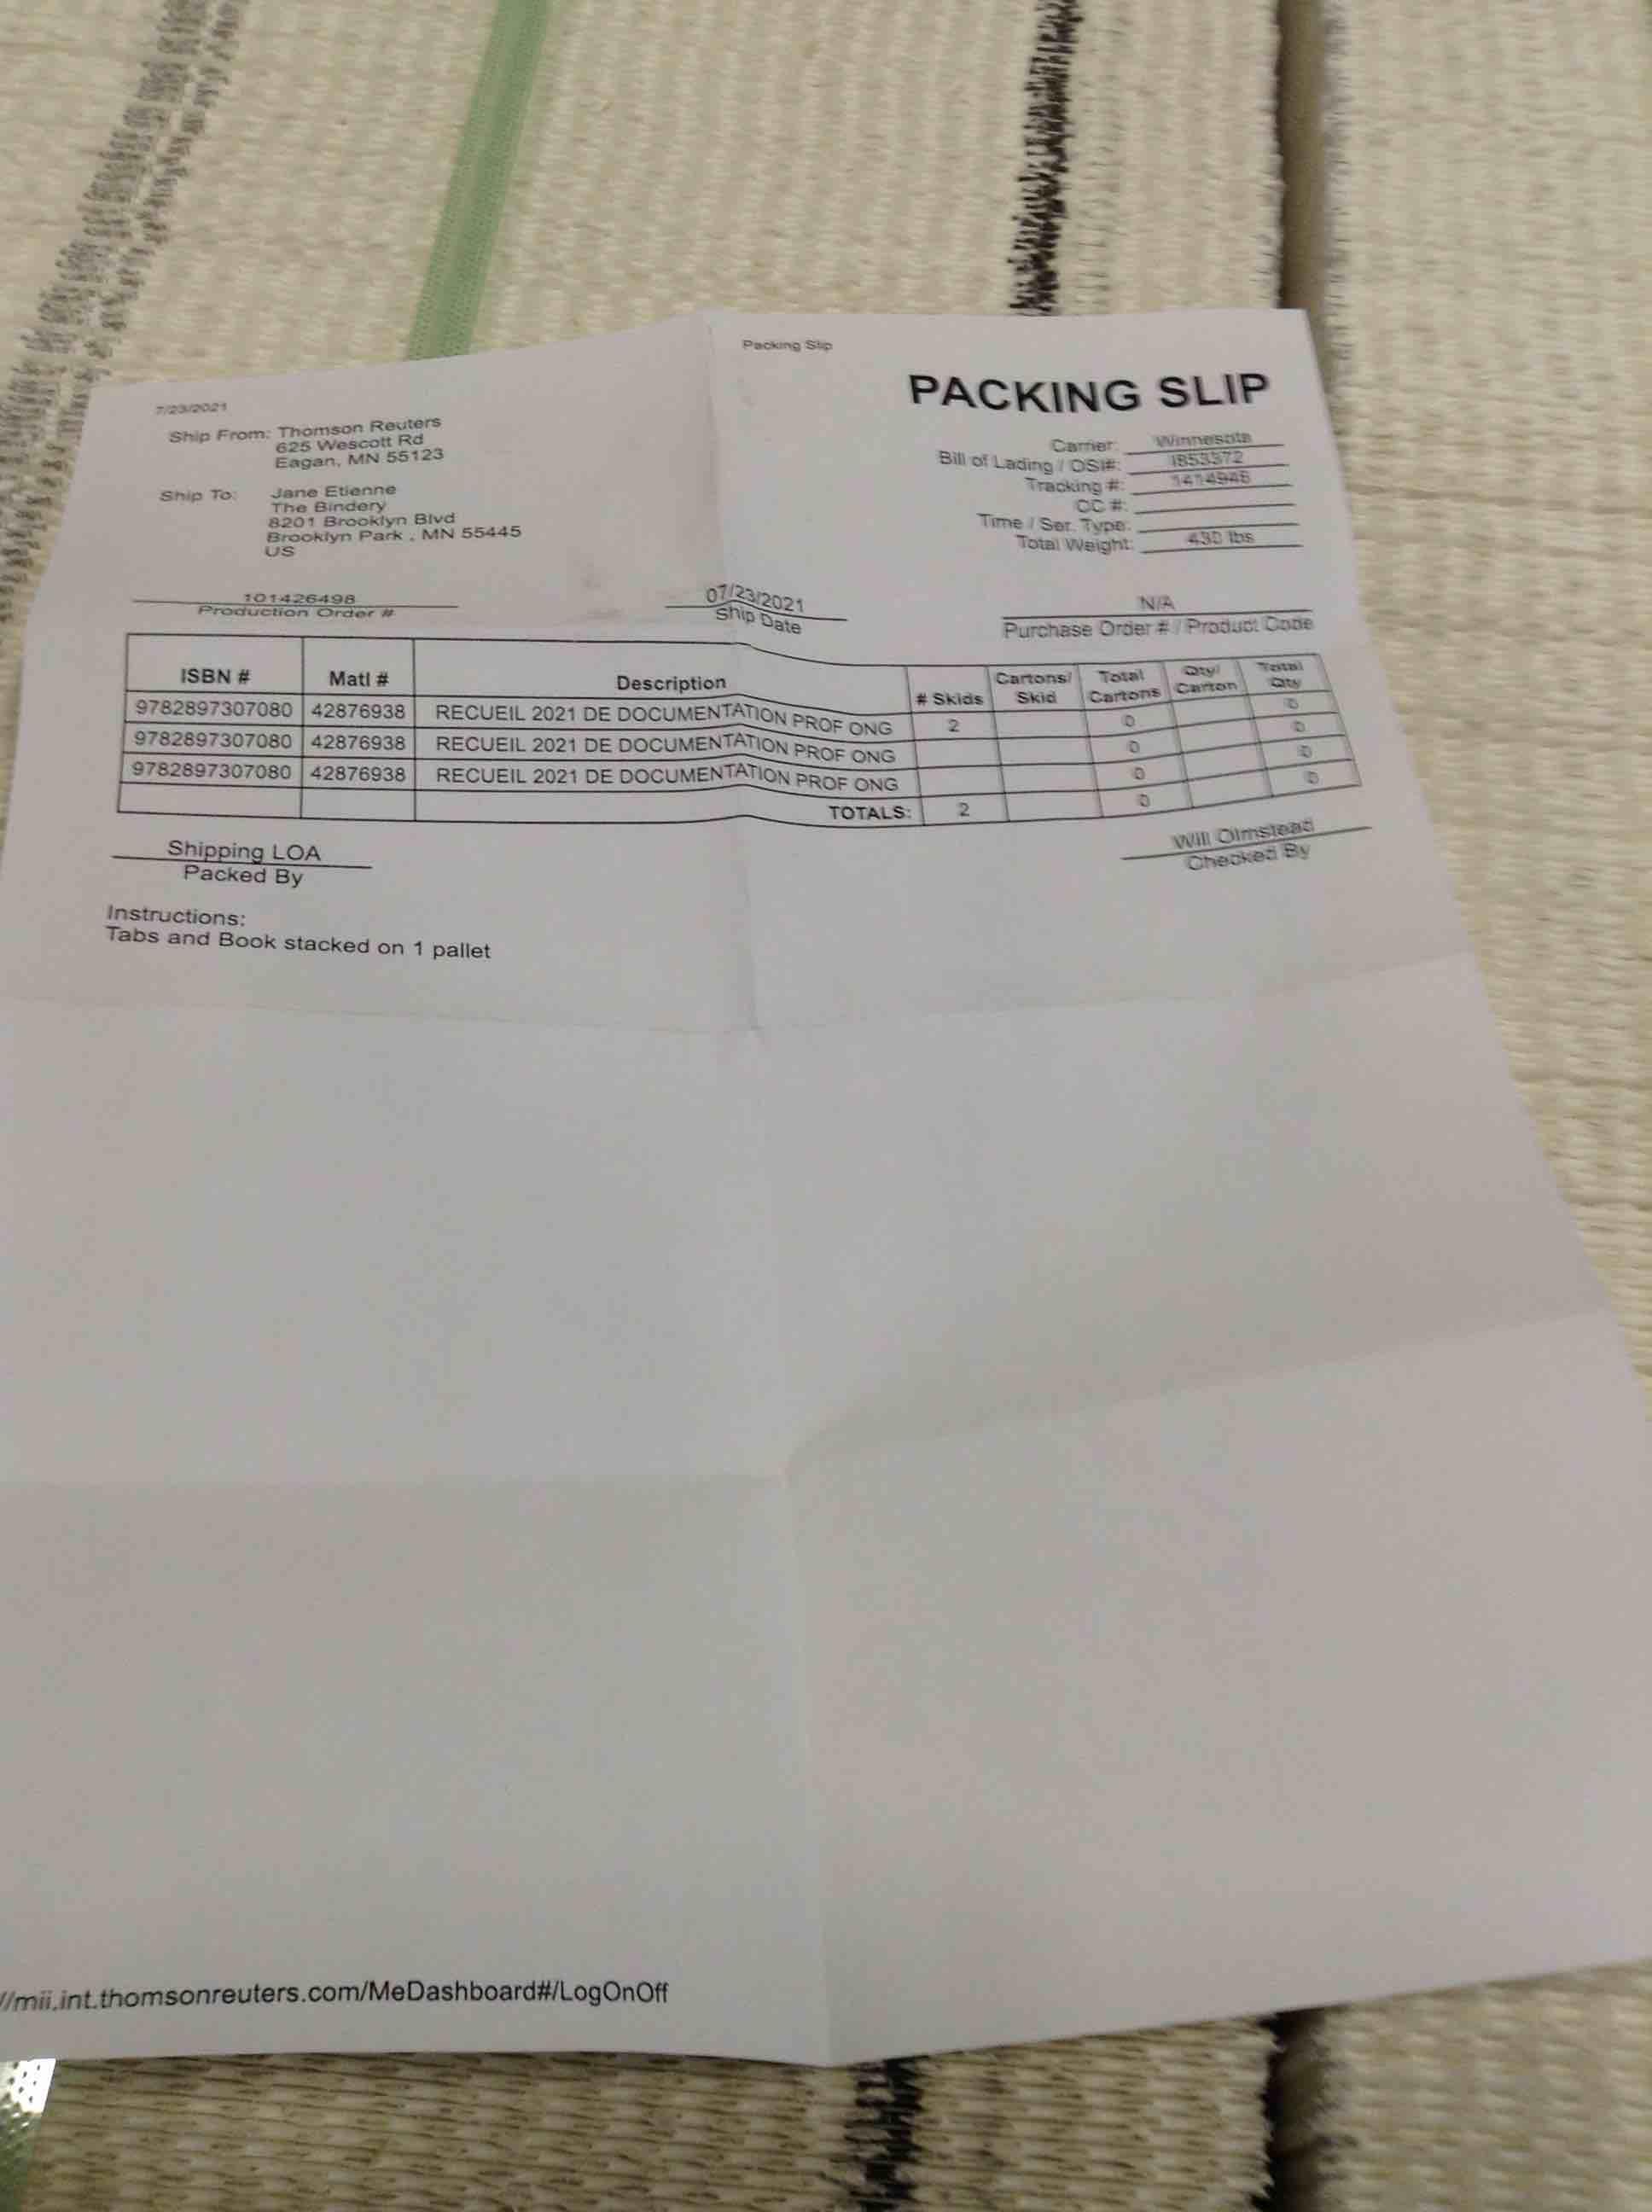 Packing Slip
PACKING SLIP
7/23/2021
Ship From: Thomson Reuters
625 Wescott Rd
Eagan, MN 55123
Ship To: Jane Etienne
The Bindery
8201 Brooklyn Blvd
Brooklyn Park , MN 55445
US
Carrier: Winnesota
Bill of Lading / OSI#: I853372
Tracking #: 1414946
CC #:
Time / Ser. Type:
Total Weight: 430 lbs
101426498
Production Order #
07/23/2021
Ship Date
N/A
Purchase Order # / Product Code
ISBN # Matl # Description # Skids Cartons/ Skid Total Cartons Qty/ Carton Total Qty
9782897307080 42876938 RECUEIL 2021 DE DOCUMENTATION PROF ONG 2 0 0
9782897307080 42876938 RECUEIL 2021 DE DOCUMENTATION PROF ONG 0 0
9782897307080 42876938 RECUEIL 2021 DE DOCUMENTATION PROF ONG 0 0
TOTALS: 2 0 0
Shipping LOA
Packed By
Will Olmstead
Checked By
Instructions:
Tabs and Book stacked on 1 pallet
//mii.int.thomsonreuters.com/MeDashboard#/LogOnOff